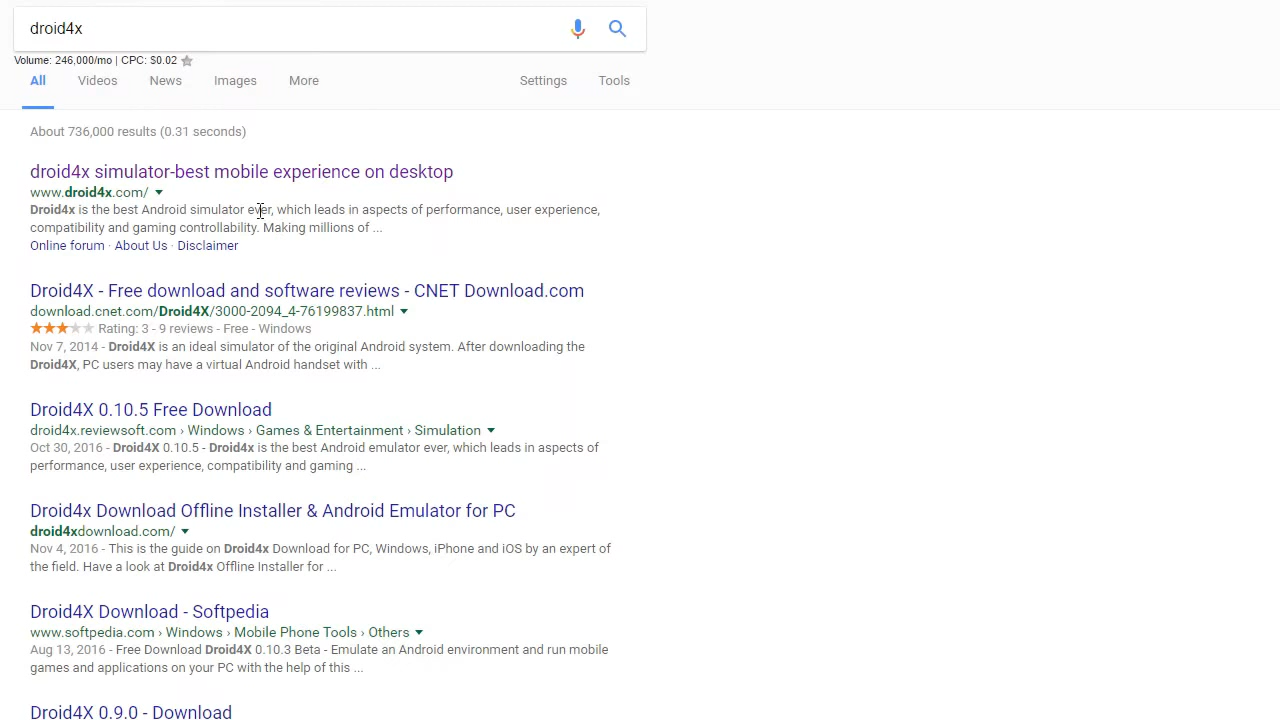 droid4x
Volume: 246,000/mo | CPC: $0.02
All Videos News Images More Settings Tools
About 736,000 results (0.31 seconds)
droid4x simulator-best mobile experience on desktop
www.droid4x.com/
Droid4x is the best Android simulator ever, which leads in aspects of performance, user experience,
compatibility and gaming controllability. Making millions of ...
Online forum · About Us · Disclaimer
Droid4X - Free download and software reviews - CNET Download.com
download.cnet.com/Droid4X/3000-2094_4-76199837.html
Rating: 3 - 9 reviews - Free - Windows
Nov 7, 2014 - Droid4X is an ideal simulator of the original Android system. After downloading the
Droid4X, PC users may have a virtual Android handset with ...
Droid4X 0.10.5 Free Download
droid4x.reviewsoft.com › Windows › Games & Entertainment › Simulation
Oct 30, 2016 - Droid4X 0.10.5 - Droid4x is the best Android emulator ever, which leads in aspects of
performance, user experience, compatibility and gaming ...
Droid4x Download Offline Installer & Android Emulator for PC
droid4xdownload.com/
Nov 4, 2016 - This is the guide on Droid4x Download for PC, Windows, iPhone and iOS by an expert of
the field. Have a look at Droid4x Offline Installer for ...
Droid4X Download - Softpedia
www.softpedia.com › Windows › Mobile Phone Tools › Others
Aug 13, 2016 - Free Download Droid4X 0.10.3 Beta - Emulate an Android environment and run mobile
games and applications on your PC with the help of this ...
Droid4X 0.9.0 - Download